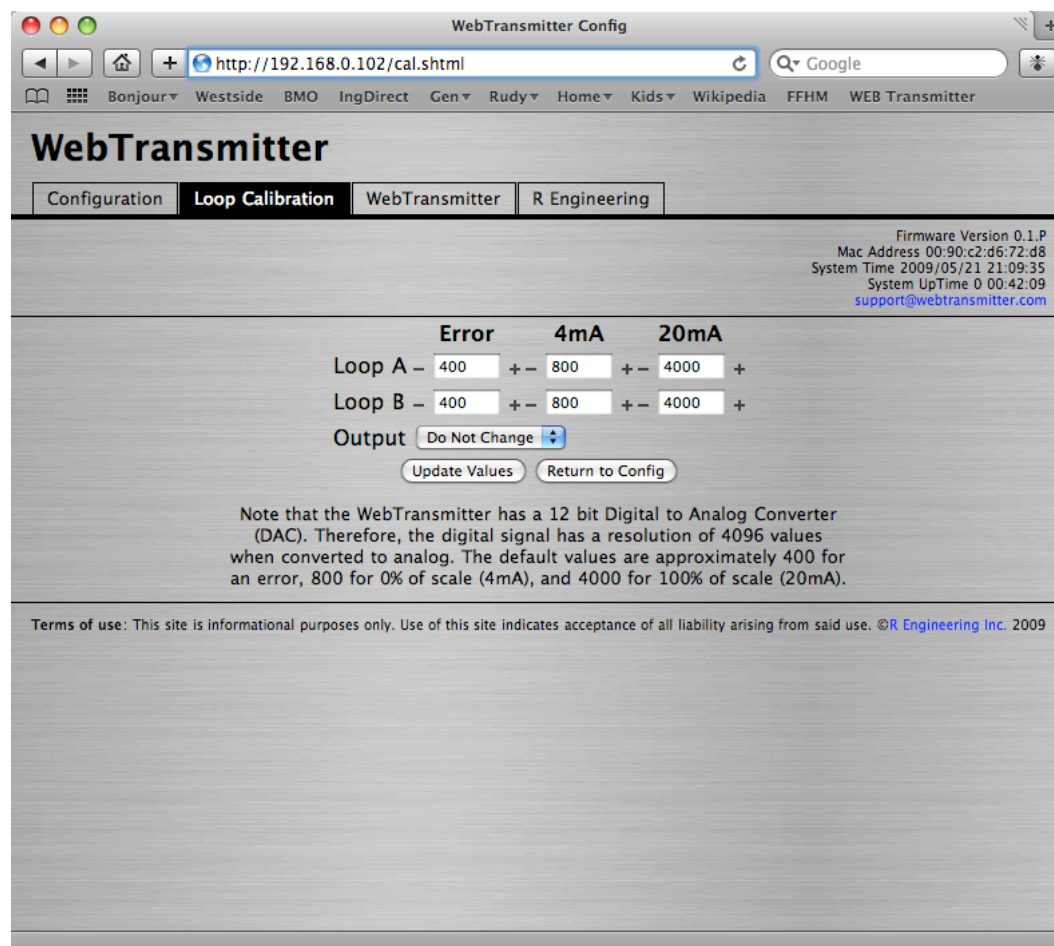 WebTransmitter Config
http://192.168.0.102/cal.shtml Google
Bonjour Westside BMO IngDirect Gen Rudy Home Kids Wikipedia FFHM WEB Transmitter
WebTransmitter
Configuration Loop Calibration WebTransmitter R Engineering
Firmware Version 0.1.P
Mac Address 00:90:c2:d6:72:d8
System Time 2009/05/21 21:09:35
System UpTime 0 00:42:09
support@webtransmitter.com
Error 4mA 20mA
Loop A - 400 + - 800 + - 4000 +
Loop B - 400 + - 800 + - 4000 +
Output Do Not Change
Update Values Return to Config
Note that the WebTransmitter has a 12 bit Digital to Analog Converter
(DAC). Therefore, the digital signal has a resolution of 4096 values
when converted to analog. The default values are approximately 400 for
an error, 800 for 0% of scale (4mA), and 4000 for 100% of scale (20mA).
Terms of use: This site is informational purposes only. Use of this site indicates acceptance of all liability arising from said use. ©R Engineering Inc. 2009